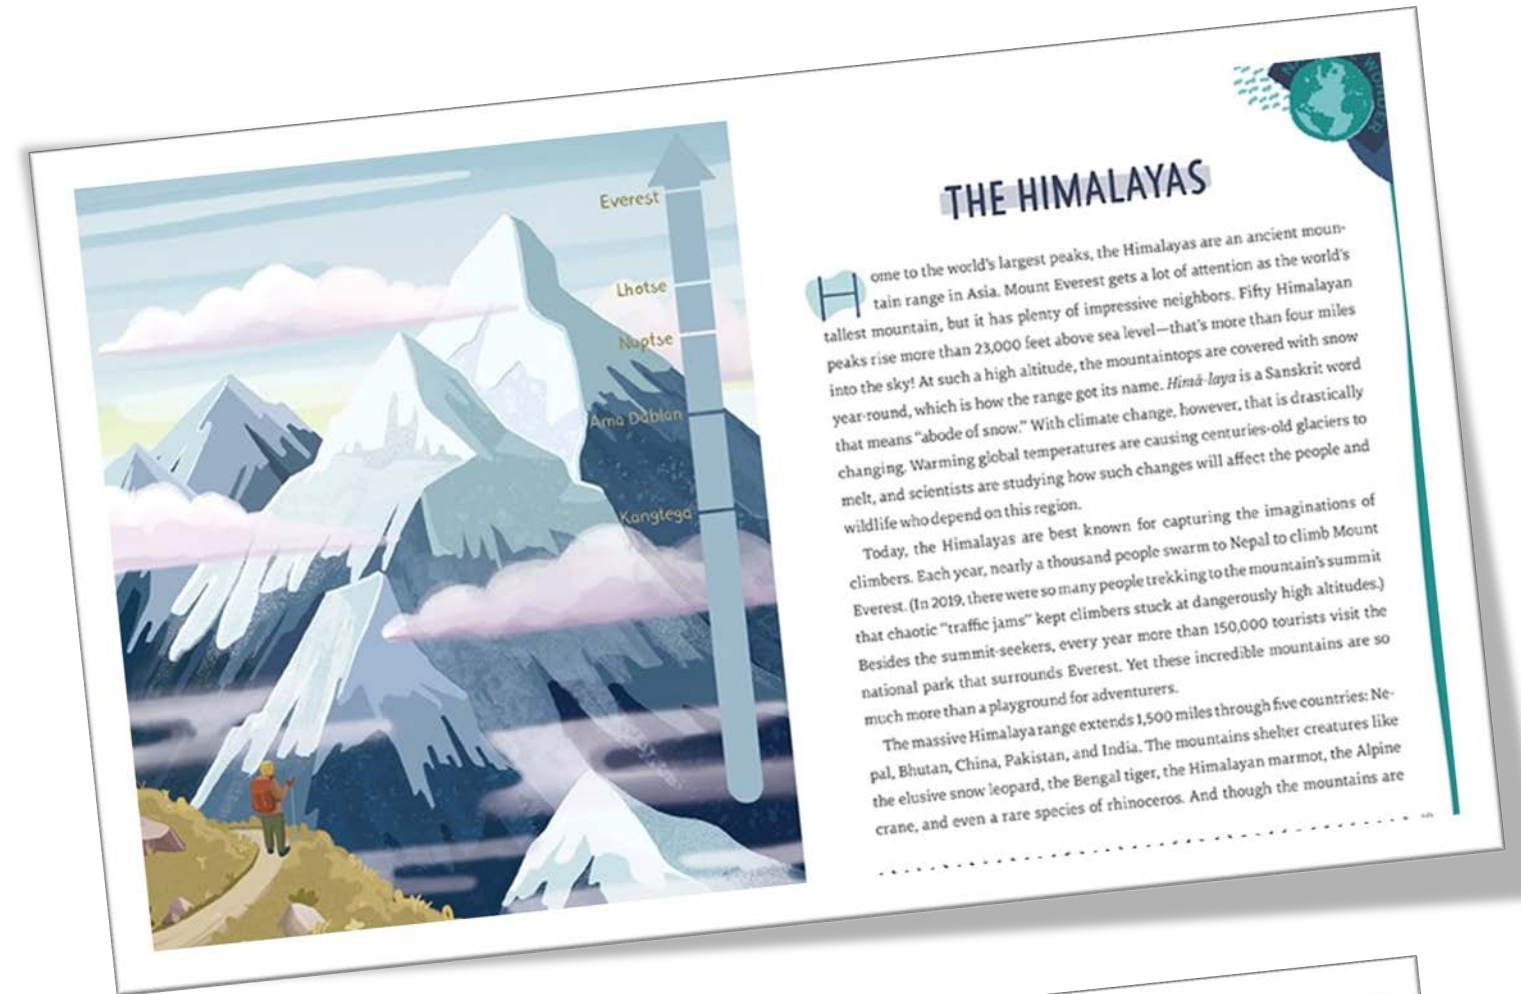 Everest
Lhotse
Nuptse
Ama Dablan
Kangtega
WONDER
THE HIMALAYAS
Home to the world's largest peaks, the Himalayas are an ancient moun-
tain range in Asia. Mount Everest gets a lot of attention as the world's
tallest mountain, but it has plenty of impressive neighbors. Fifty Himalayan
peaks rise more than 23,000 feet above sea level—that's more than four miles
into the sky! At such a high altitude, the mountaintops are covered with snow
year-round, which is how the range got its name. Himā-laya is a Sanskrit word
that means "abode of snow." With climate change, however, that is drastically
changing. Warming global temperatures are causing centuries-old glaciers to
melt, and scientists are studying how such changes will affect the people and
wildlife who depend on this region.
Today, the Himalayas are best known for capturing the imaginations of
climbers. Each year, nearly a thousand people swarm to Nepal to climb Mount
Everest. (In 2019, there were so many people trekking to the mountain's summit
that chaotic "traffic jams" kept climbers stuck at dangerously high altitudes.)
Besides the summit-seekers, every year more than 150,000 tourists visit the
national park that surrounds Everest. Yet these incredible mountains are so
much more than a playground for adventurers.
The massive Himalaya range extends 1,500 miles through five countries: Ne-
pal, Bhutan, China, Pakistan, and India. The mountains shelter creatures like
the elusive snow leopard, the Bengal tiger, the Himalayan marmot, the Alpine
crane, and even a rare species of rhinoceros. And though the mountains are